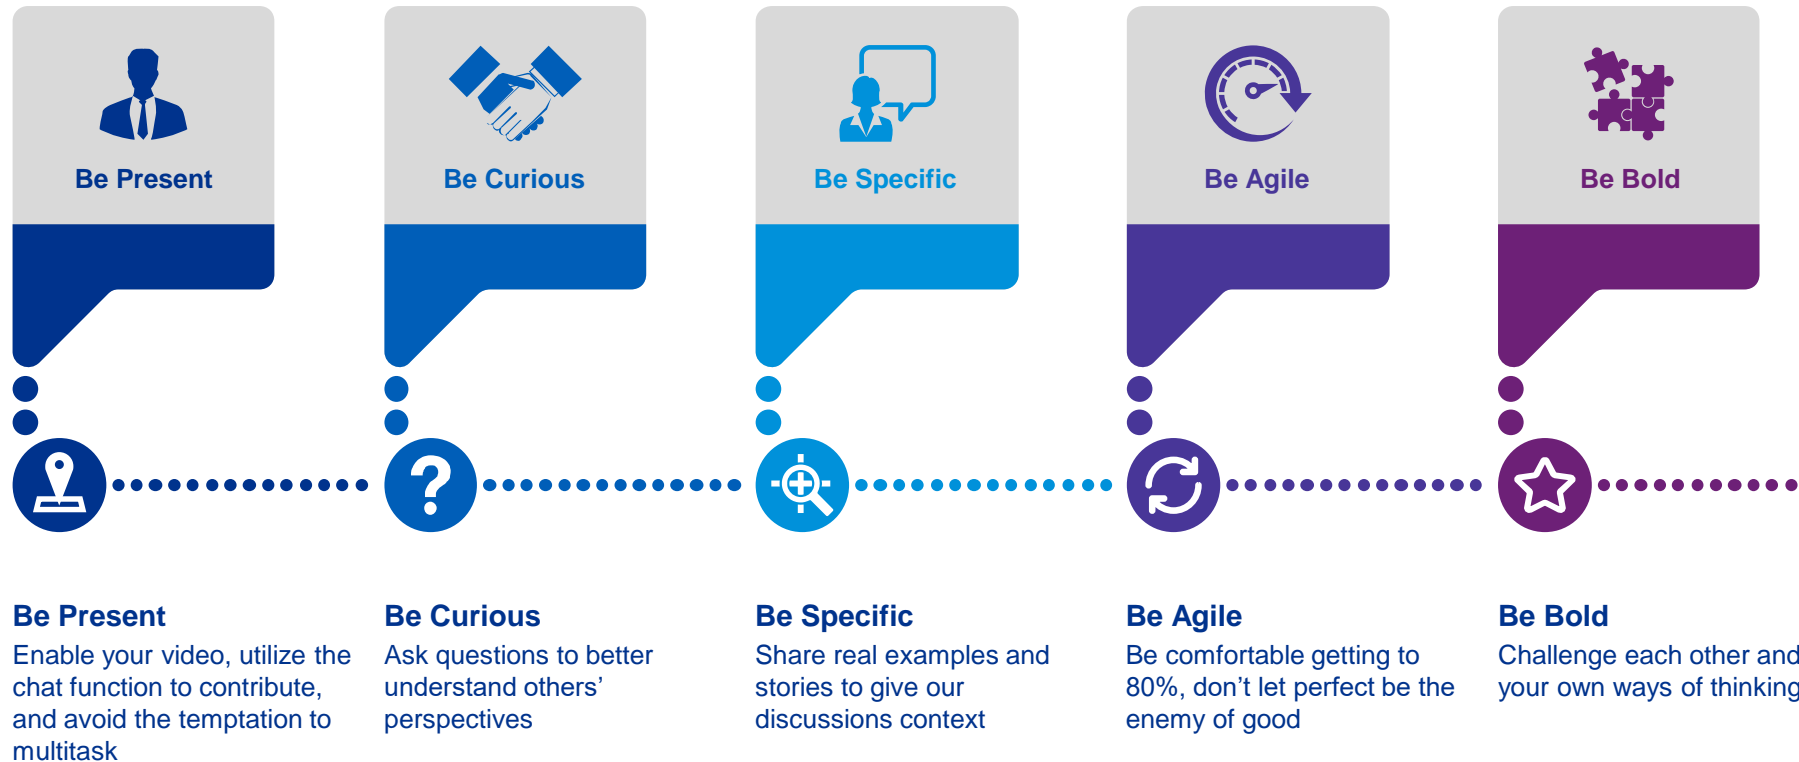 Be Present
Be Curious
Be Specific
Be Agile
Be Bold
Be Present
Enable your video, utilize the
chat function to contribute,
and avoid the temptation to
multitask
Be Curious
Ask questions to better
understand others’
perspectives
Be Specific
Share real examples and
stories to give our
discussions context
Be Agile
Be comfortable getting to
80%, don’t let perfect be the
enemy of good
Be Bold
Challenge each other and
your own ways of thinking